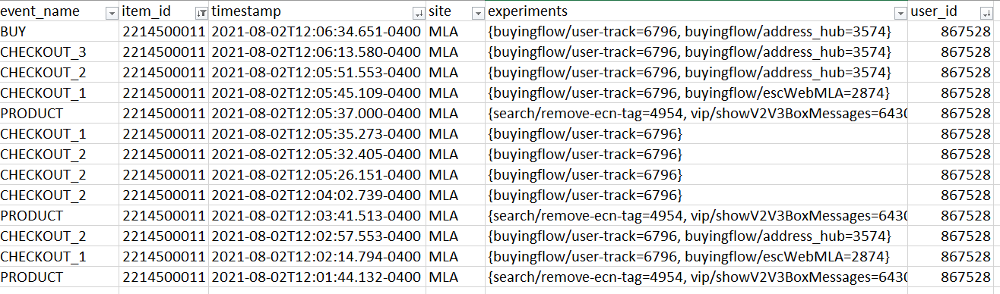 event_name item_id timestamp site experiments user_id
BUY 2214500011 2021-08-02T12:06:34.651-0400 MLA {buyingflow/user-track=6796, buyingflow/address_hub=3574} 867528
CHECKOUT_3 2214500011 2021-08-02T12:06:13.580-0400 MLA {buyingflow/user-track=6796, buyingflow/address_hub=3574} 867528
CHECKOUT_2 2214500011 2021-08-02T12:05:51.553-0400 MLA {buyingflow/user-track=6796, buyingflow/address_hub=3574} 867528
CHECKOUT_1 2214500011 2021-08-02T12:05:45.109-0400 MLA {buyingflow/user-track=6796, buyingflow/escWebMLA=2874} 867528
PRODUCT 2214500011 2021-08-02T12:05:37.000-0400 MLA {search/remove-ecn-tag=4954, vip/showV2V3BoxMessages=6430 867528
CHECKOUT_1 2214500011 2021-08-02T12:05:35.273-0400 MLA {buyingflow/user-track=6796} 867528
CHECKOUT_2 2214500011 2021-08-02T12:05:32.405-0400 MLA {buyingflow/user-track=6796} 867528
CHECKOUT_2 2214500011 2021-08-02T12:05:26.151-0400 MLA {buyingflow/user-track=6796} 867528
CHECKOUT_2 2214500011 2021-08-02T12:04:02.739-0400 MLA {buyingflow/user-track=6796} 867528
PRODUCT 2214500011 2021-08-02T12:03:41.513-0400 MLA {search/remove-ecn-tag=4954, vip/showV2V3BoxMessages=6430 867528
CHECKOUT_2 2214500011 2021-08-02T12:02:57.553-0400 MLA {buyingflow/user-track=6796, buyingflow/address_hub=3574} 867528
CHECKOUT_1 2214500011 2021-08-02T12:02:14.794-0400 MLA {buyingflow/user-track=6796, buyingflow/escWebMLA=2874} 867528
PRODUCT 2214500011 2021-08-02T12:01:44.132-0400 MLA {search/remove-ecn-tag=4954, vip/showV2V3BoxMessages=6430 867528